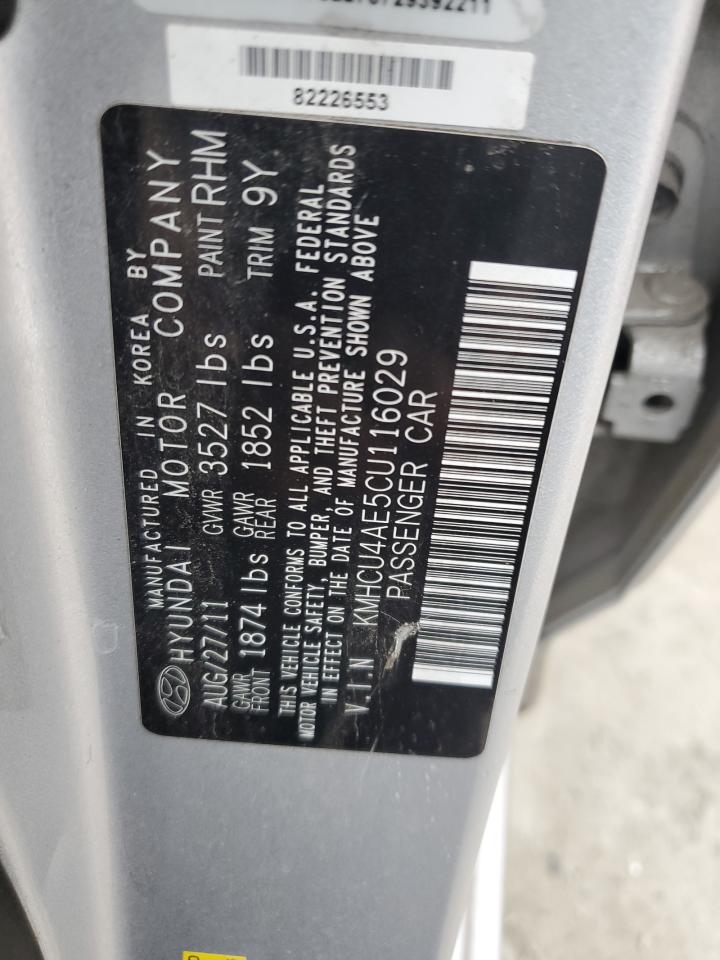 82226553
MANUFACTURED IN KOREA BY
HYUNDAI MOTOR COMPANY
AUG/27/11 GVWR 3527 lbs PAINT RHM
GAWR FRONT 1874 lbs GAWR REAR 1852 lbs TRIM 9Y
THIS VEHICLE CONFORMS TO ALL APPLICABLE U.S.A. FEDERAL
MOTOR VEHICLE SAFETY, BUMPER, AND THEFT PREVENTION STANDARDS
IN EFFECT ON THE DATE OF MANUFACTURE SHOWN ABOVE
V.I.N KMHCU4AE5CU116029
PASSENGER CAR